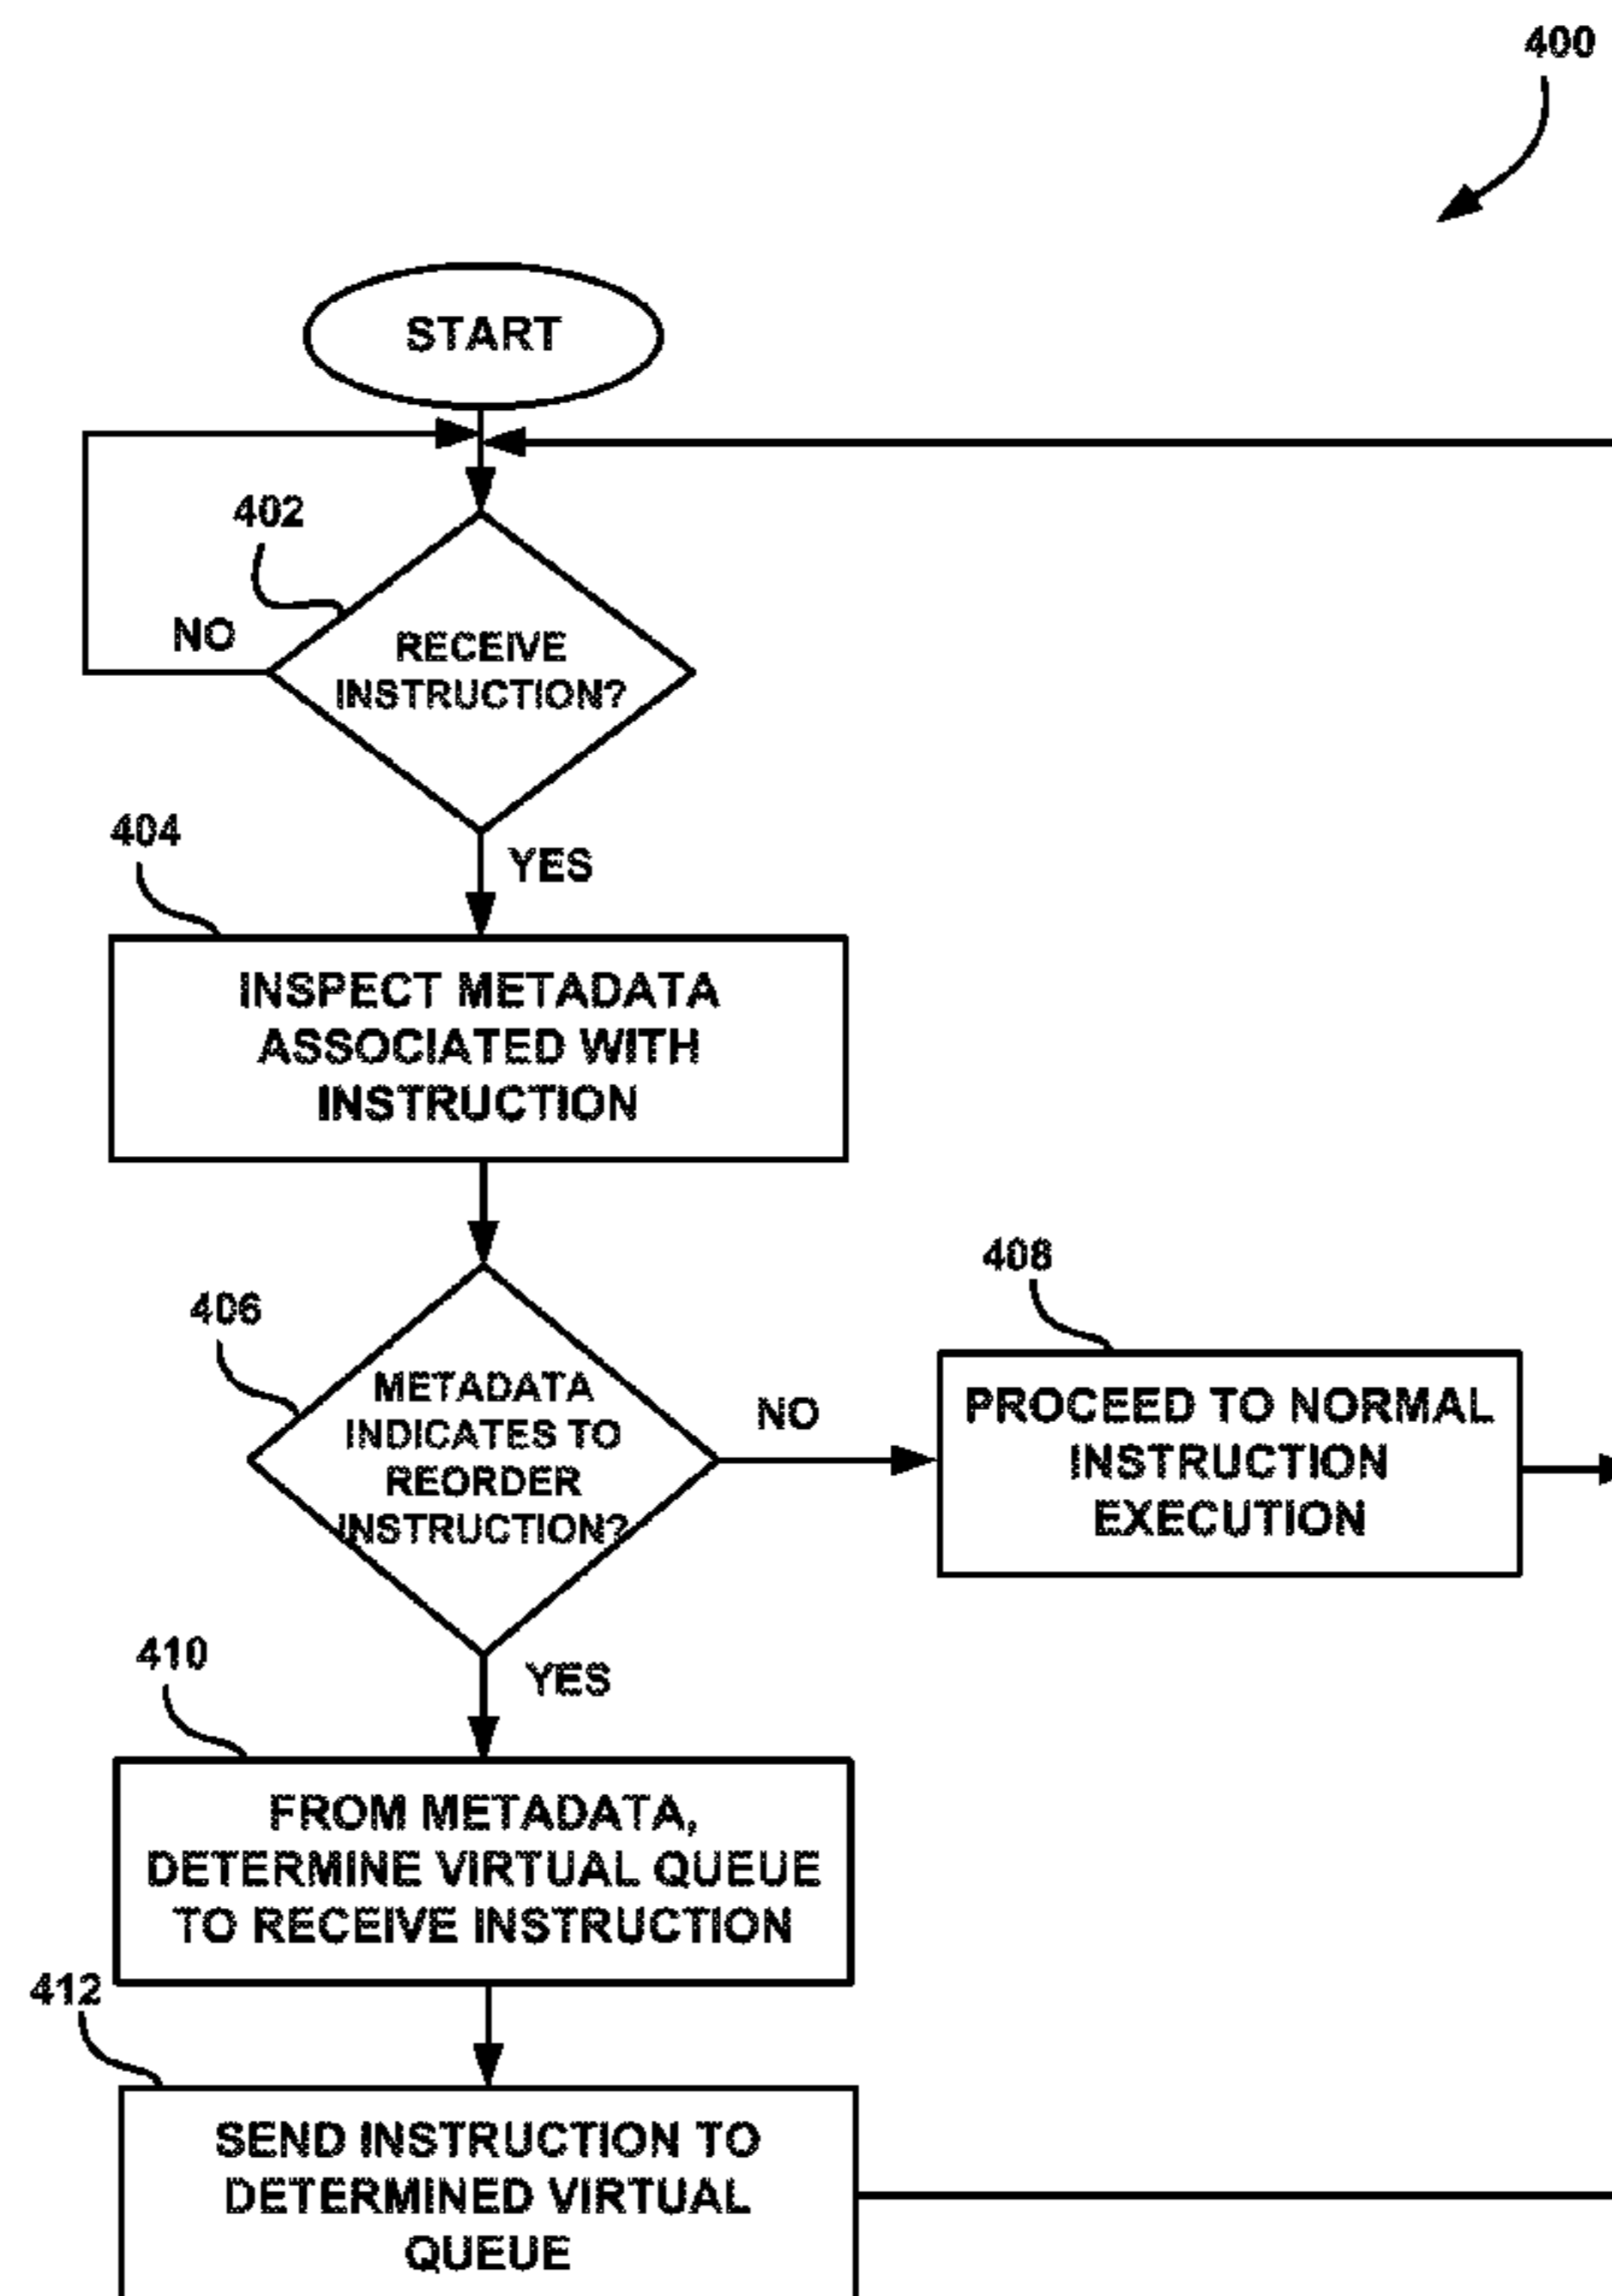 400
START
402
NO
RECEIVE
INSTRUCTION?
YES
404
INSPECT METADATA
ASSOCIATED WITH
INSTRUCTION
406
METADATA
INDICATES TO
REORDER
INSTRUCTION?
NO
408
PROCEED TO NORMAL
INSTRUCTION
EXECUTION
YES
410
FROM METADATA,
DETERMINE VIRTUAL QUEUE
TO RECEIVE INSTRUCTION
412
SEND INSTRUCTION TO
DETERMINED VIRTUAL
QUEUE